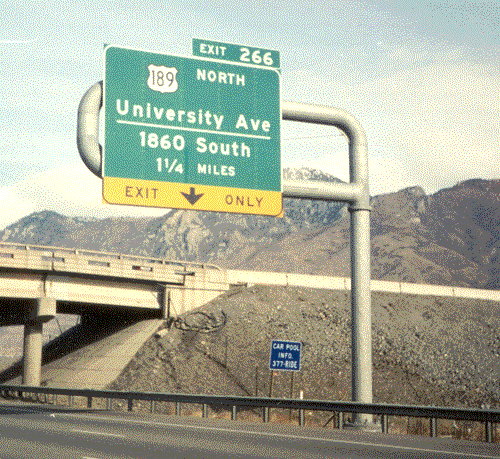 EXIT 266
189 NORTH
University Ave
1860 South
1¼ MILES
EXIT ONLY
CAR POOL
INFO.
377-RIDE